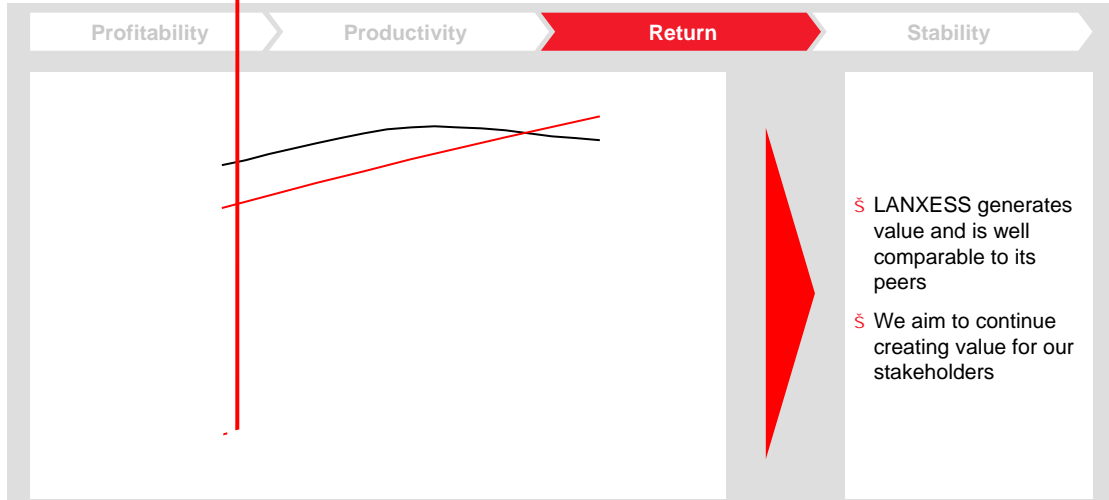 Profitability Productivity Return Stability
š LANXESS generates
value and is well
comparable to its
peers
š We aim to continue
creating value for our
stakeholders